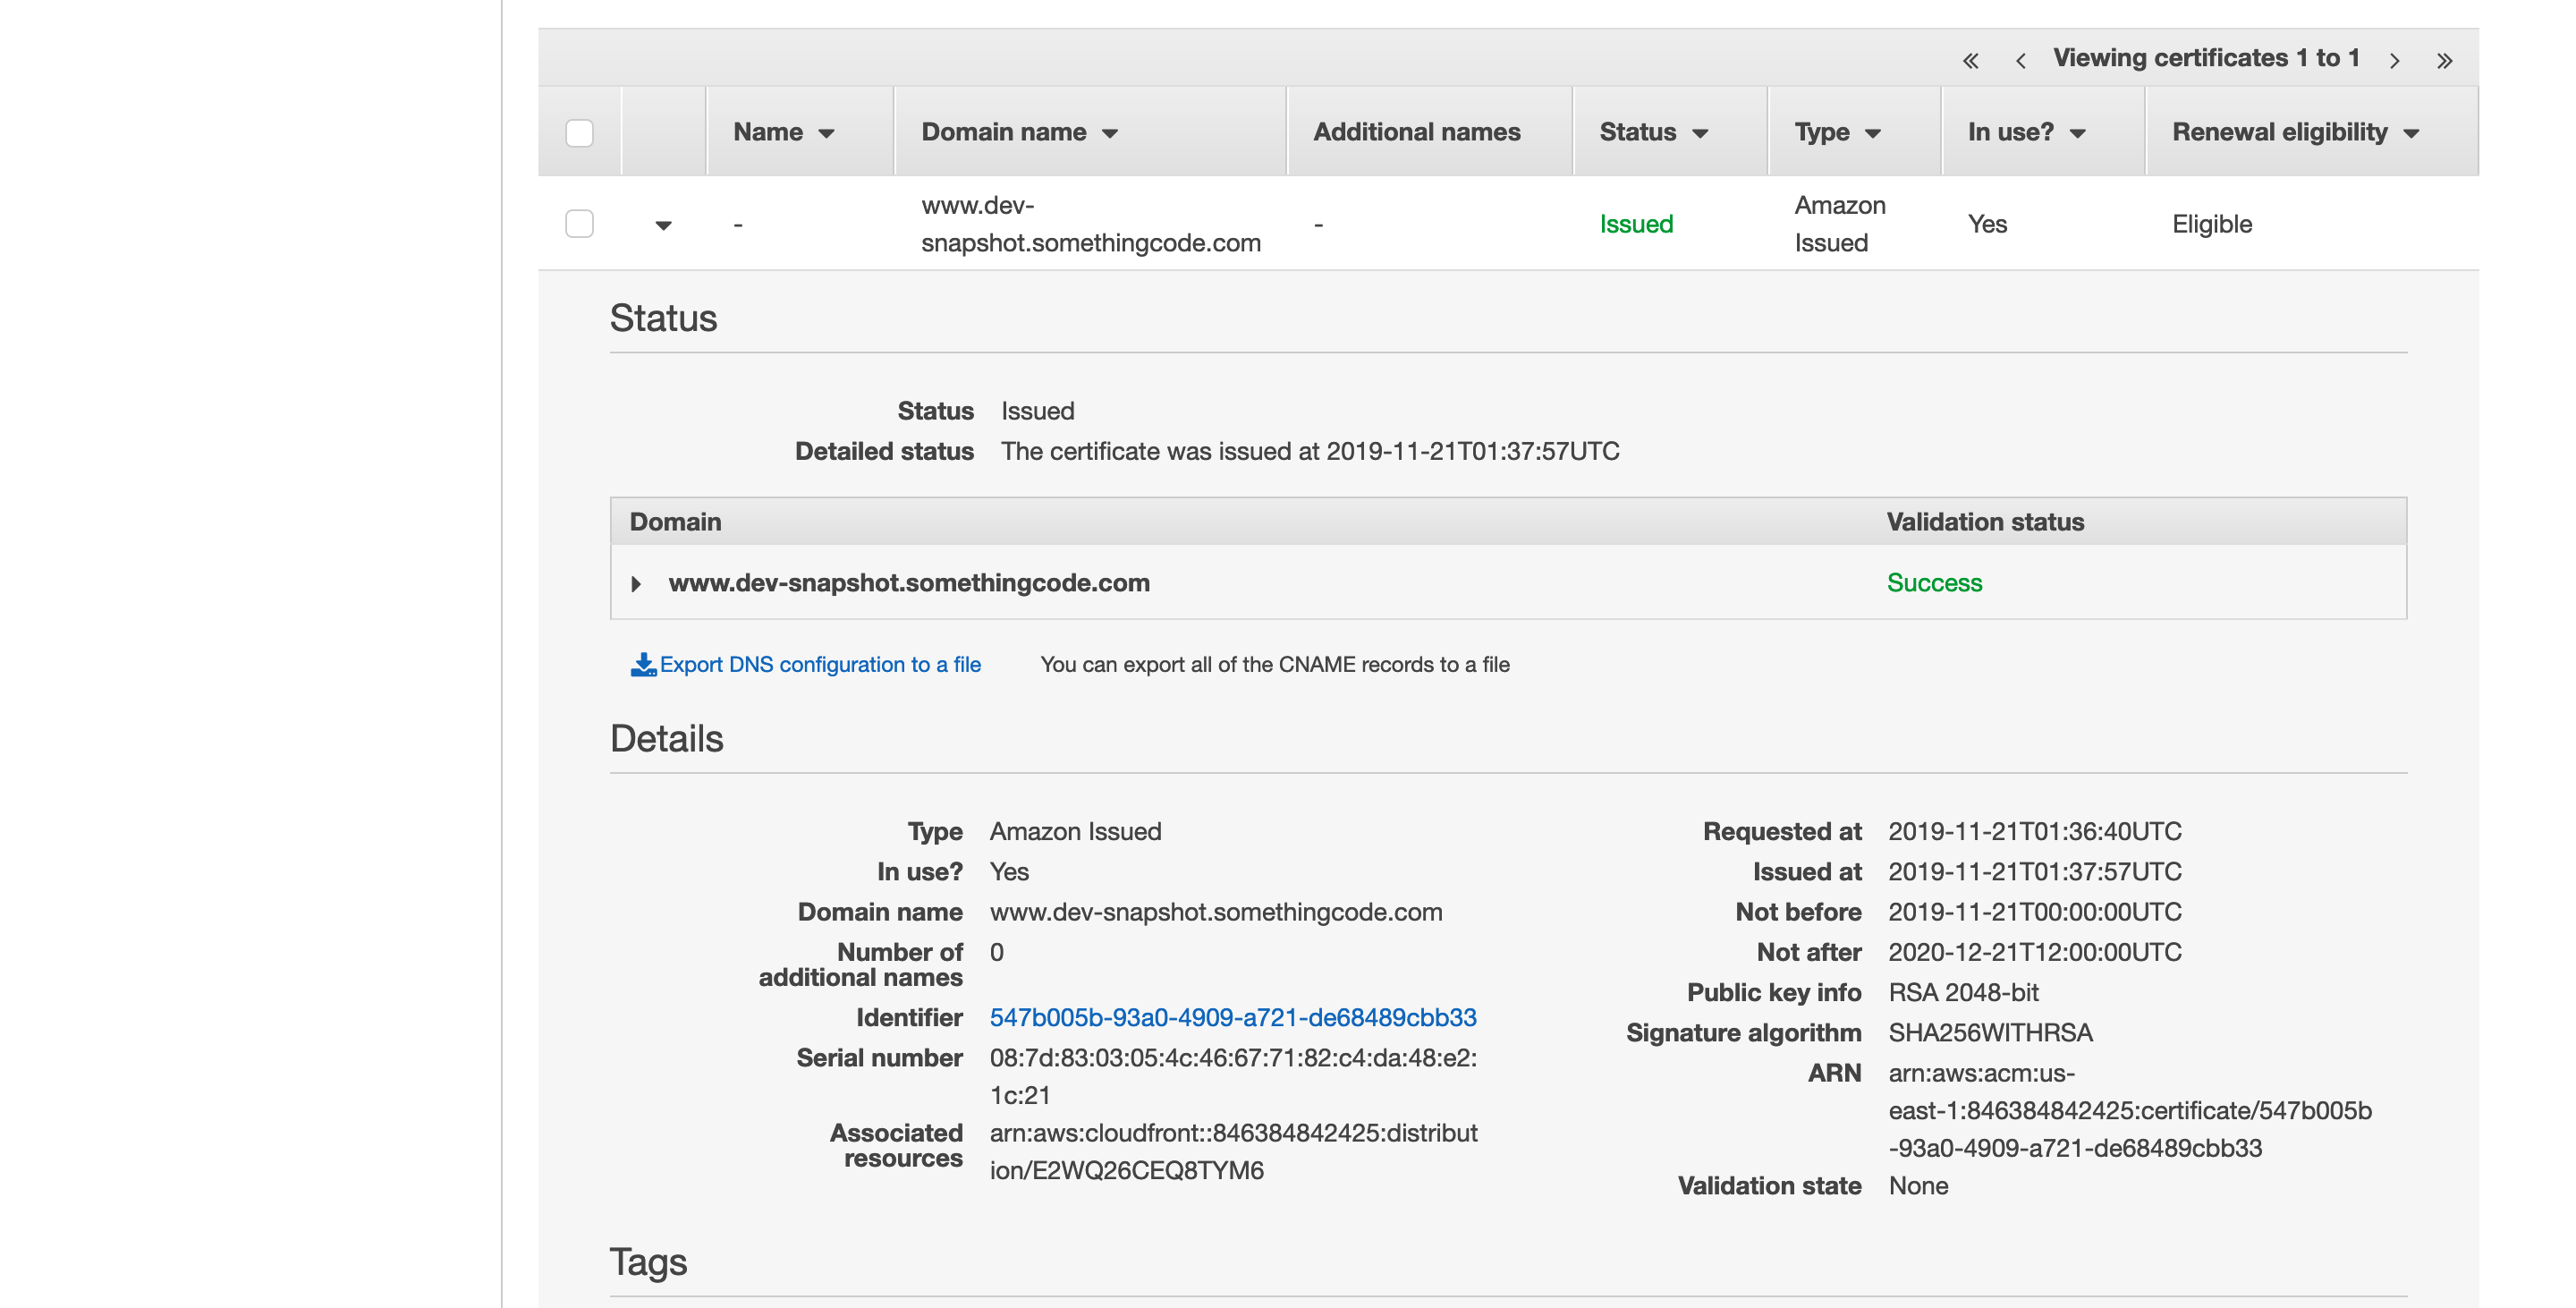 Viewing certificates 1 to 1
Name Domain name Additional names Status Type In use? Renewal eligibility
- www.dev-snapshot.somethingcode.com - Issued Amazon Issued Yes Eligible
Status
Status Issued
Detailed status The certificate was issued at 2019-11-21T01:37:57UTC
Domain Validation status
www.dev-snapshot.somethingcode.com Success
Export DNS configuration to a file You can export all of the CNAME records to a file
Details
Type Amazon Issued
In use? Yes
Domain name www.dev-snapshot.somethingcode.com
Number of additional names 0
Identifier 547b005b-93a0-4909-a721-de68489cbb33
Serial number 08:7d:83:03:05:4c:46:67:71:82:c4:da:48:e2:
1c:21
Associated resources arn:aws:cloudfront::846384842425:distribut
ion/E2WQ26CEQ8TYM6
Requested at 2019-11-21T01:36:40UTC
Issued at 2019-11-21T01:37:57UTC
Not before 2019-11-21T00:00:00UTC
Not after 2020-12-21T12:00:00UTC
Public key info RSA 2048-bit
Signature algorithm SHA256WITHRSA
ARN arn:aws:acm:us-
east-1:846384842425:certificate/547b005b
-93a0-4909-a721-de68489cbb33
Validation state None
Tags